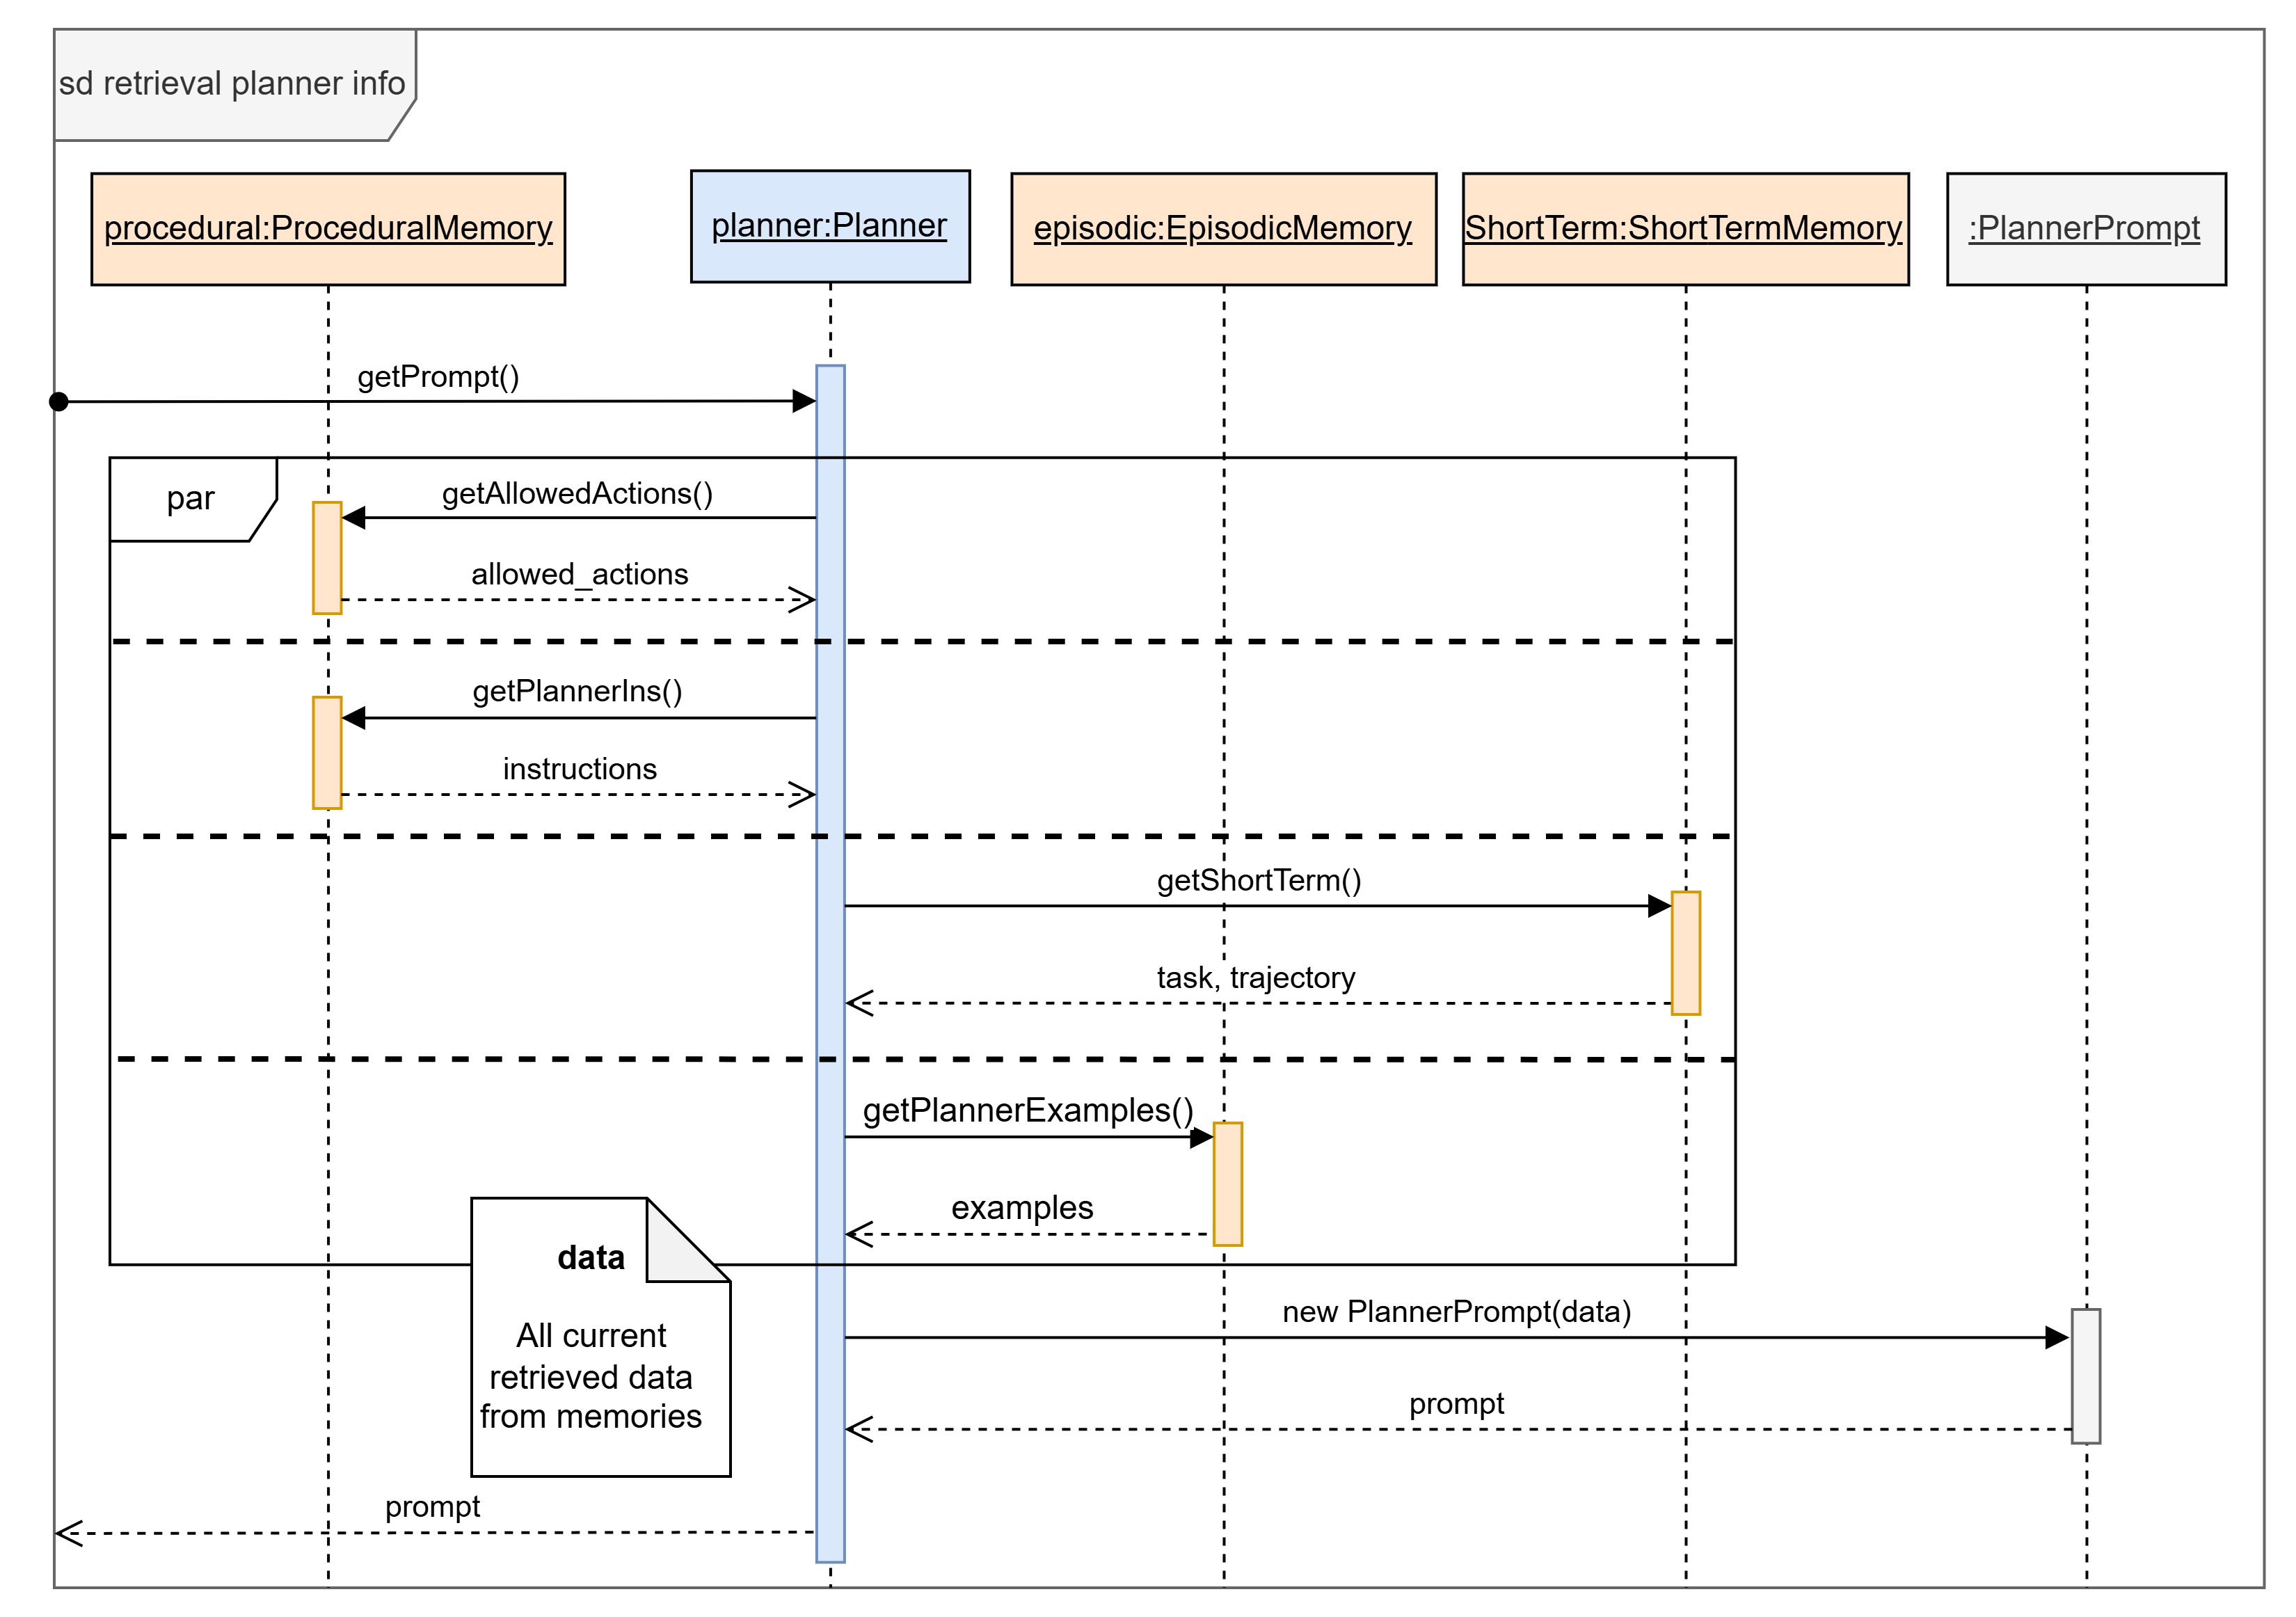 sd retrieval planner info
procedural:ProceduralMemory
planner:Planner
episodic:EpisodicMemory
ShortTerm:ShortTermMemory
:PlannerPrompt
getPrompt()
par
getAllowedActions()
allowed_actions
getPlannerIns()
instructions
getShortTerm()
task, trajectory
getPlannerExamples()
examples
data
All current
retrieved data
from memories
new PlannerPrompt(data)
prompt
prompt